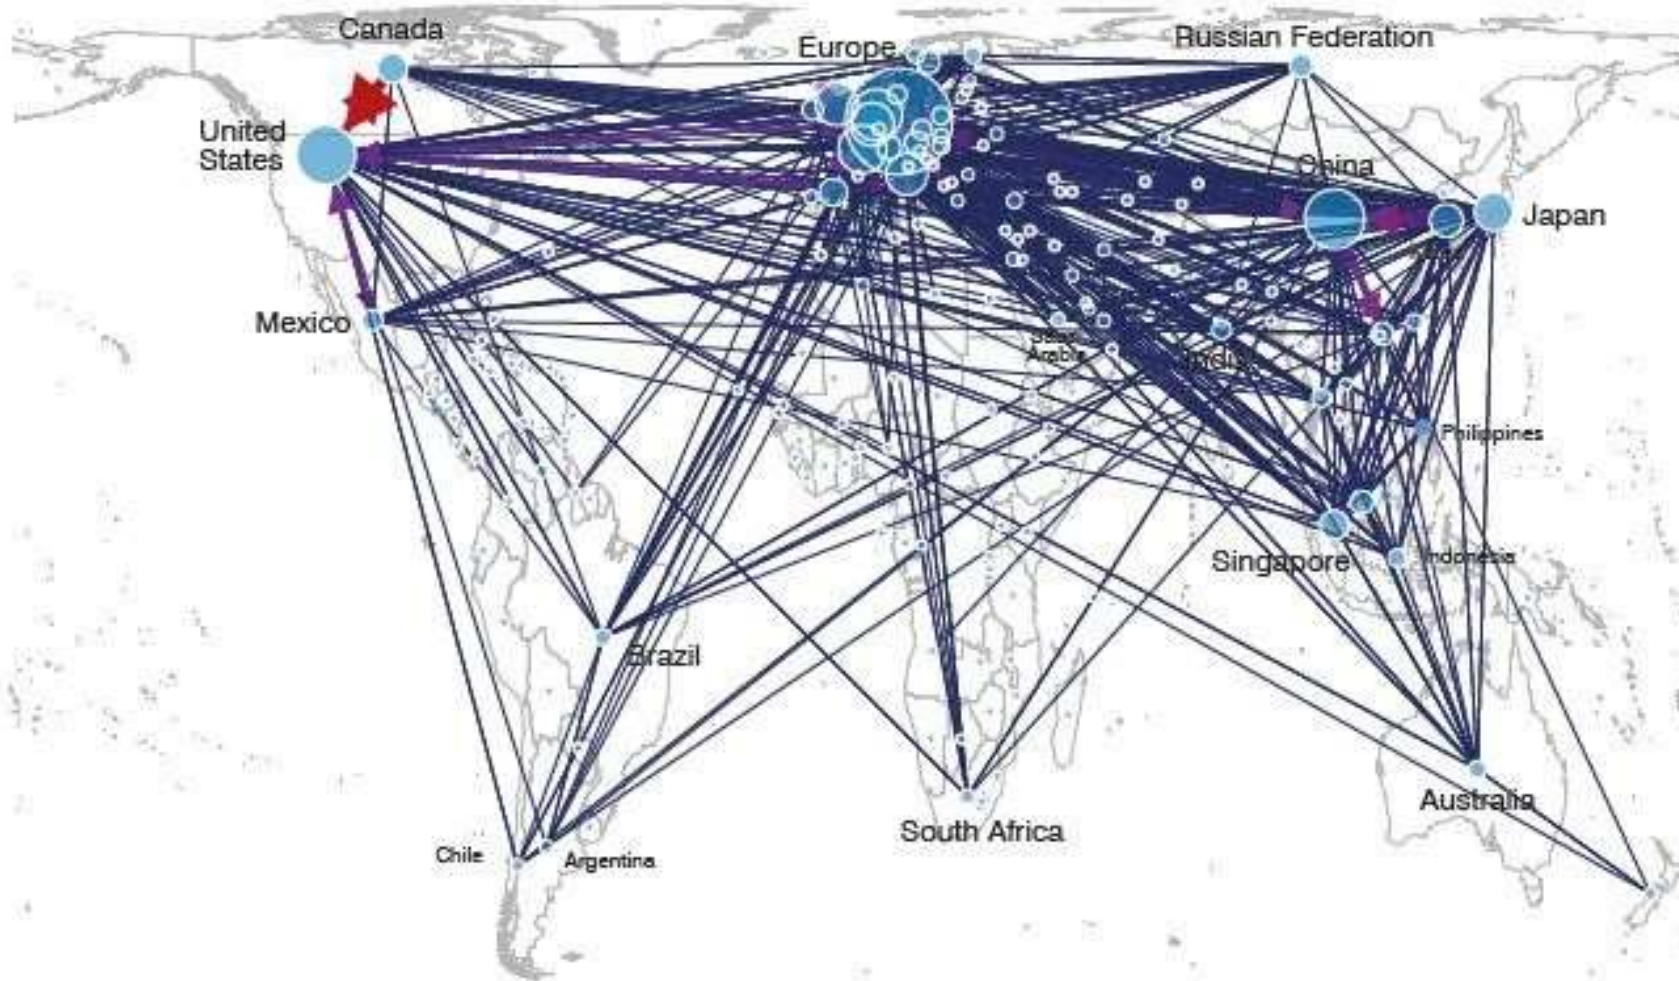 Canada
Europe
Russian Federation
United
States
China
Japan
Mexico
Arabia
India
Philippines
Singapore
Indonesia
Brazil
Australia
South Africa
Chile
Argentina